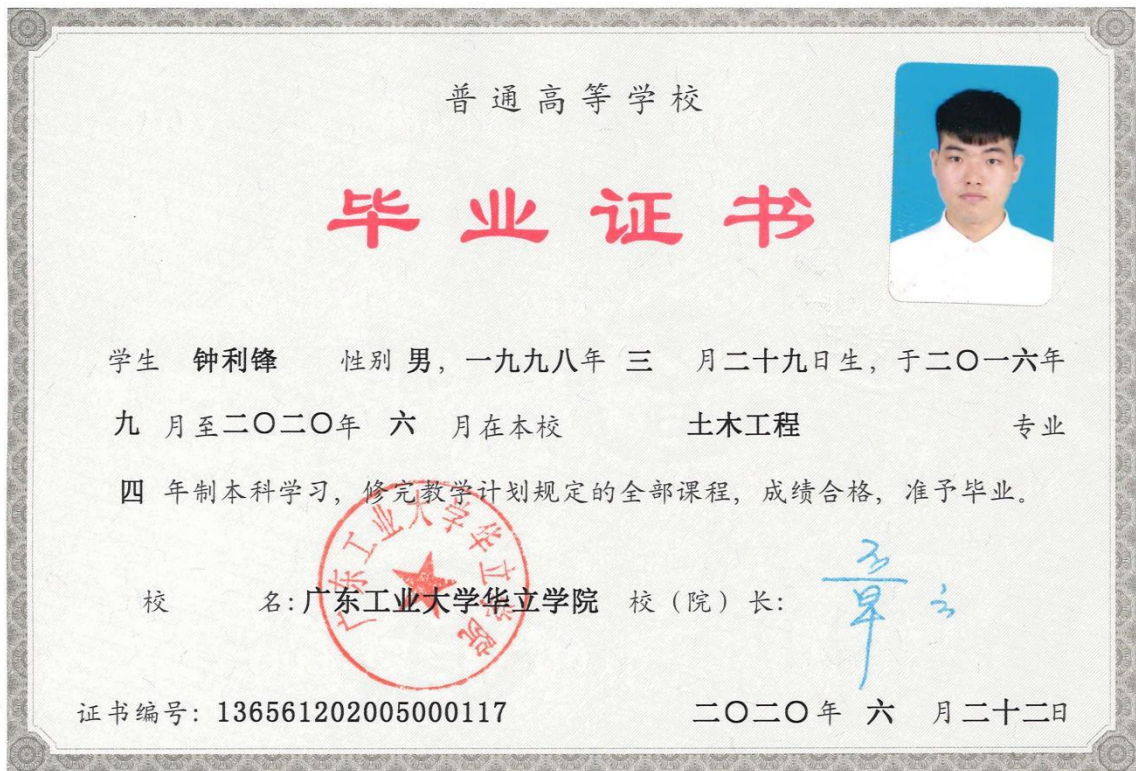 普通高等学校
毕业证书
学生 钟利锋 性别 男，一九九八年 三 月二十九日生，于二〇一六年
九 月至二〇二〇年 六 月在本校 土木工程 专业
四 年制本科学习，修完教学计划规定的全部课程，成绩合格，准予毕业。
广东工业大学华立学院
校 名：广东工业大学华立学院 校（院）长：
证书编号：136561202005000117 二〇二〇年 六 月二十二日